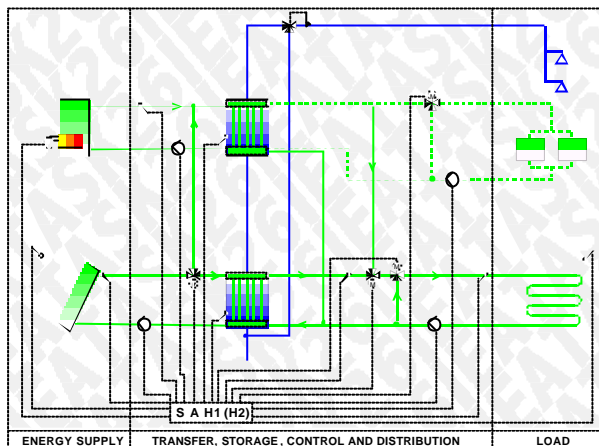 S A H1 (H2)
ENERGY SUPPLY
TRANSFER, STORAGE, CONTROL AND DISTRIBUTION
LOAD